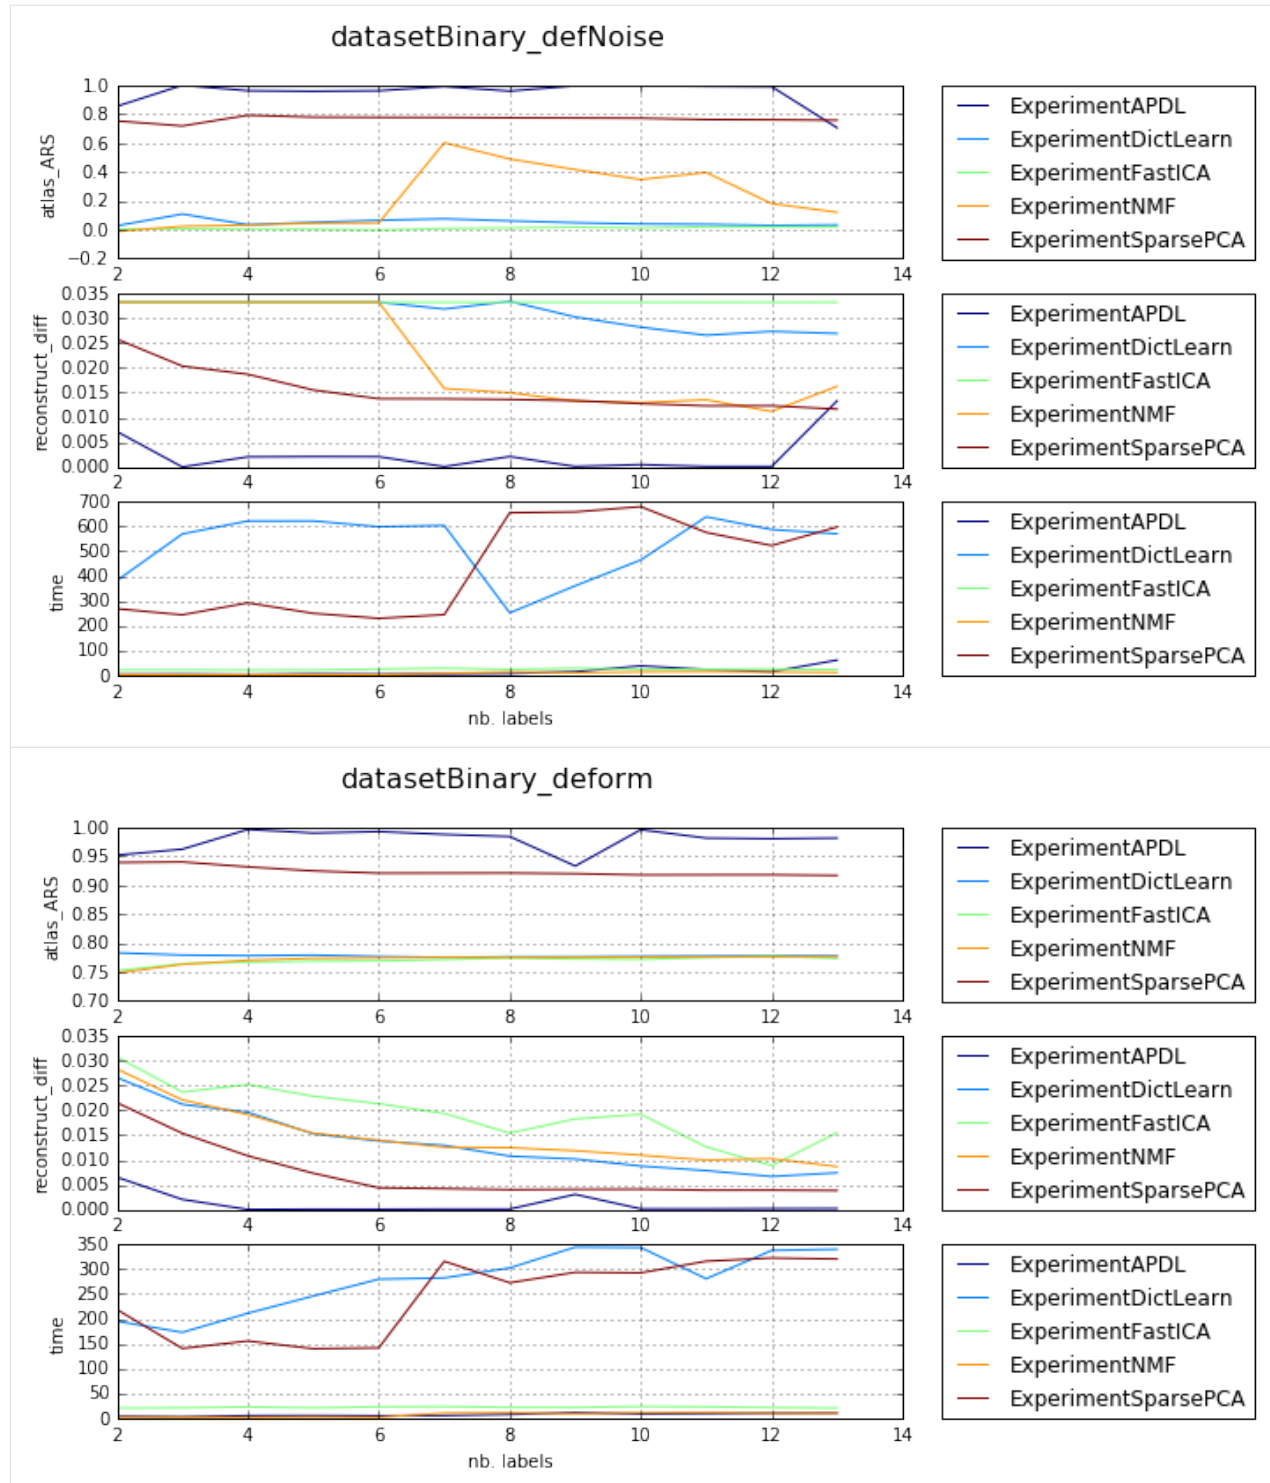 datasetBinary_defNoise
atlas_ARS
1.0
0.8
0.6
0.4
0.2
0.0
−0.2
2 4 6 8 10 12 14
ExperimentAPDL
ExperimentDictLearn
ExperimentFastICA
ExperimentNMF
ExperimentSparsePCA
reconstruct_diff
0.035
0.030
0.025
0.020
0.015
0.010
0.005
0.000
2 4 6 8 10 12 14
ExperimentAPDL
ExperimentDictLearn
ExperimentFastICA
ExperimentNMF
ExperimentSparsePCA
time
700
600
500
400
300
200
100
0
2 4 6 8 10 12 14
nb. labels
ExperimentAPDL
ExperimentDictLearn
ExperimentFastICA
ExperimentNMF
ExperimentSparsePCA
datasetBinary_deform
atlas_ARS
1.00
0.95
0.90
0.85
0.80
0.75
0.70
2 4 6 8 10 12 14
ExperimentAPDL
ExperimentDictLearn
ExperimentFastICA
ExperimentNMF
ExperimentSparsePCA
reconstruct_diff
0.035
0.030
0.025
0.020
0.015
0.010
0.005
0.000
2 4 6 8 10 12 14
ExperimentAPDL
ExperimentDictLearn
ExperimentFastICA
ExperimentNMF
ExperimentSparsePCA
time
350
300
250
200
150
100
50
0
2 4 6 8 10 12 14
nb. labels
ExperimentAPDL
ExperimentDictLearn
ExperimentFastICA
ExperimentNMF
ExperimentSparsePCA